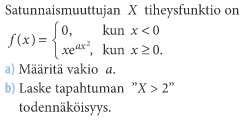 Satunnaismuuttujan X tiheysfunktio on
f(x) = { 0, kun x < 0
xe^{ax²}, kun x ≥ 0.
a) Määritä vakio a.
b) Laske tapahtuman ”X > 2”
todennäköisyys.